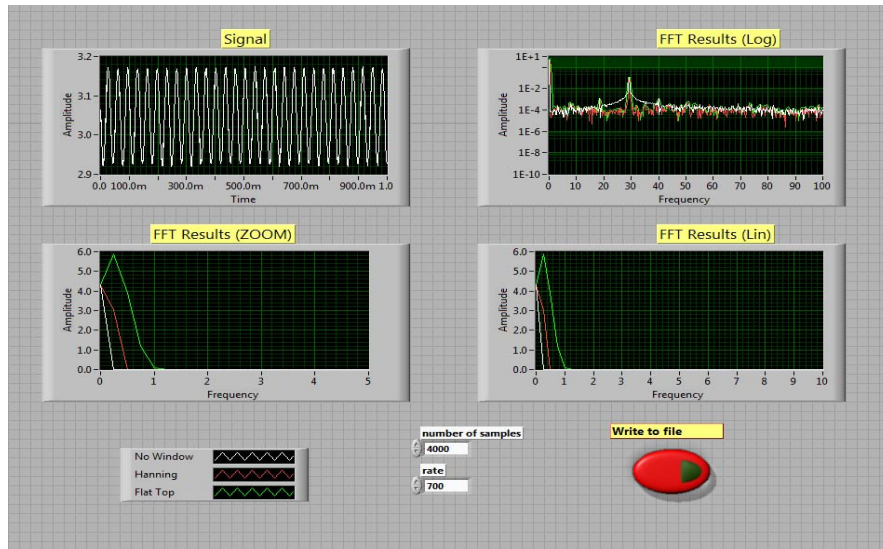 Signal
3.2
3.1
3.0
2.9
Amplitude
0.0 100.0m 300.0m 500.0m 700.0m 900.0m 1.0
Time
FFT Results (Log)
1E+1
1E-2
1E-4
1E-6
1E-8
1E-10
Amplitude
0 10 20 30 40 50 60 70 80 90 100
Frequency
FFT Results (ZOOM)
6.0
5.0
4.0
3.0
2.0
1.0
0.0
Amplitude
0 1 2 3 4 5
Frequency
FFT Results (Lin)
6.0
5.0
4.0
3.0
2.0
1.0
0.0
Amplitude
0 1 2 3 4 5 6 7 8 9 10
Frequency
No Window
Hanning
Flat Top
number of samples
4000
rate
700
Write to file